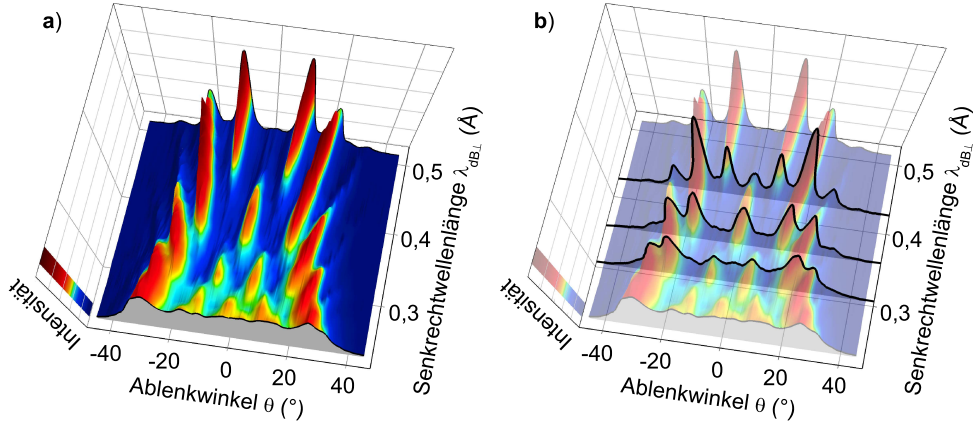 a)
0,5
0,4
0,3
Senkrechtwellenlänge λdB⊥ (Å)
Intensität
-40
-20
0
20
40
Ablenkwinkel θ (°)
b)
0,5
0,4
0,3
Senkrechtwellenlänge λdB⊥ (Å)
Intensität
-40
-20
0
20
40
Ablenkwinkel θ (°)